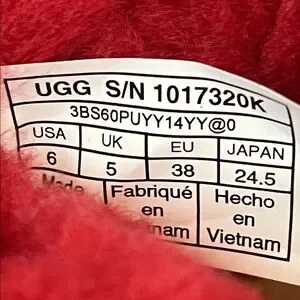 UGG S/N 1017320K
3BS60PUYY14YY@0
USA UK EU JAPAN
6 5 38 24.5
Made Fabriqué Hecho
en en
Vietnam